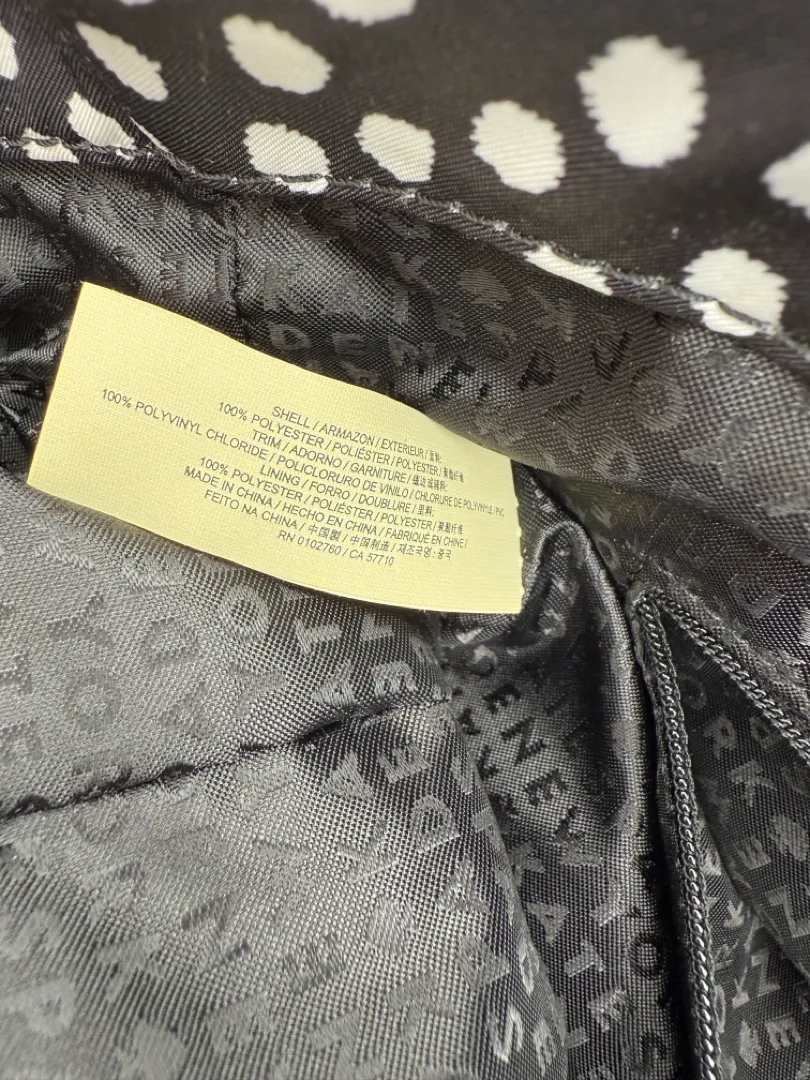 SHELL / ARMAZON / EXTERIEUR / 面料:
100% POLYESTER / POLIÉSTER / POLYESTER / 聚酯纤维
TRIM / ADORNO / GARNITURE / 缝边或辅料:
100% POLYVINYL CHLORIDE / POLICLORURO DE VINILO / CHLORURE DE POLYVINYLE / PVC
LINING / FORRO / DOUBLURE / 里料:
100% POLYESTER / POLIÉSTER / POLYESTER / 聚酯纤维
MADE IN CHINA / HECHO EN CHINA / FABRIQUÉ EN CHINE /
FEITO NA CHINA / 中国製 / 中国制造 / 제조국명 : 중국
RN 0102760 / CA 57710
DENEW
KATE